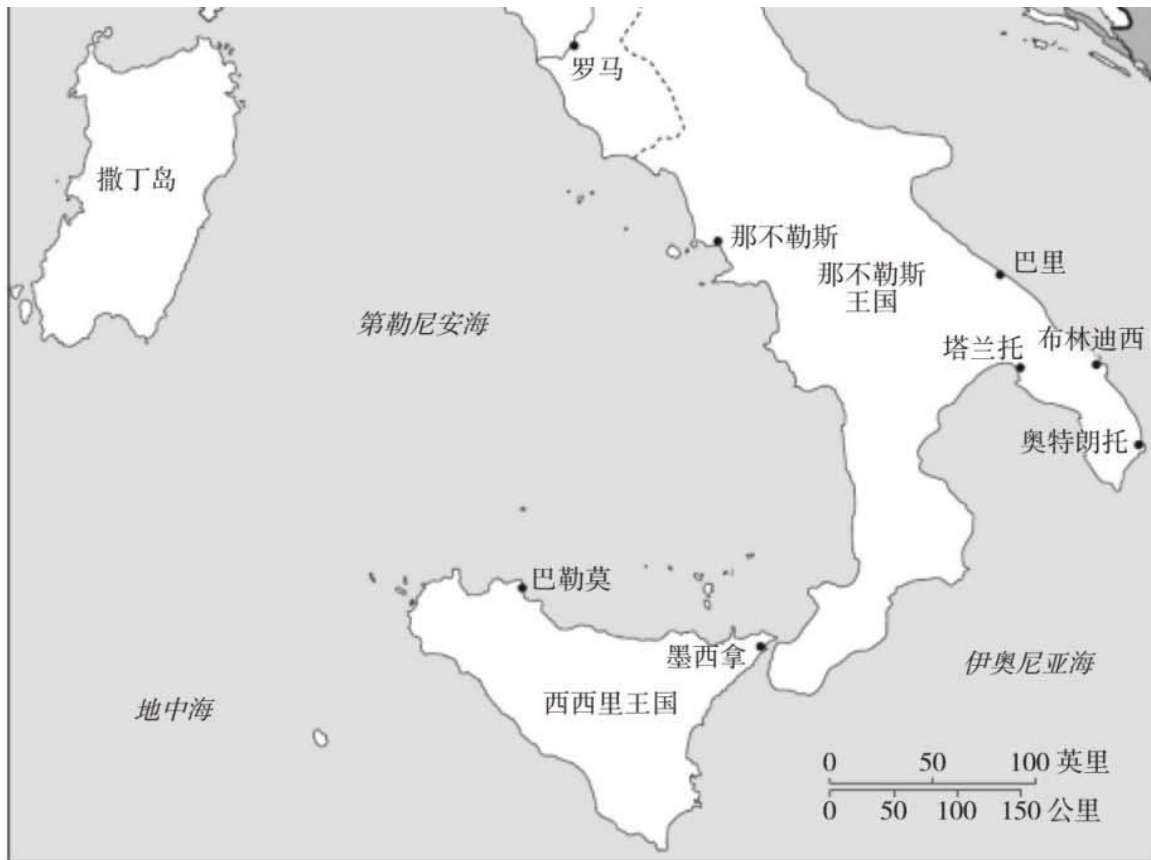 罗马
撒丁岛
那不勒斯
那不勒斯
王国
巴里
第勒尼安海
塔兰托
布林迪西
奥特朗托
巴勒莫
墨西拿
伊奥尼亚海
西西里王国
地中海
0 50 100 英里
0 50 100 150 公里